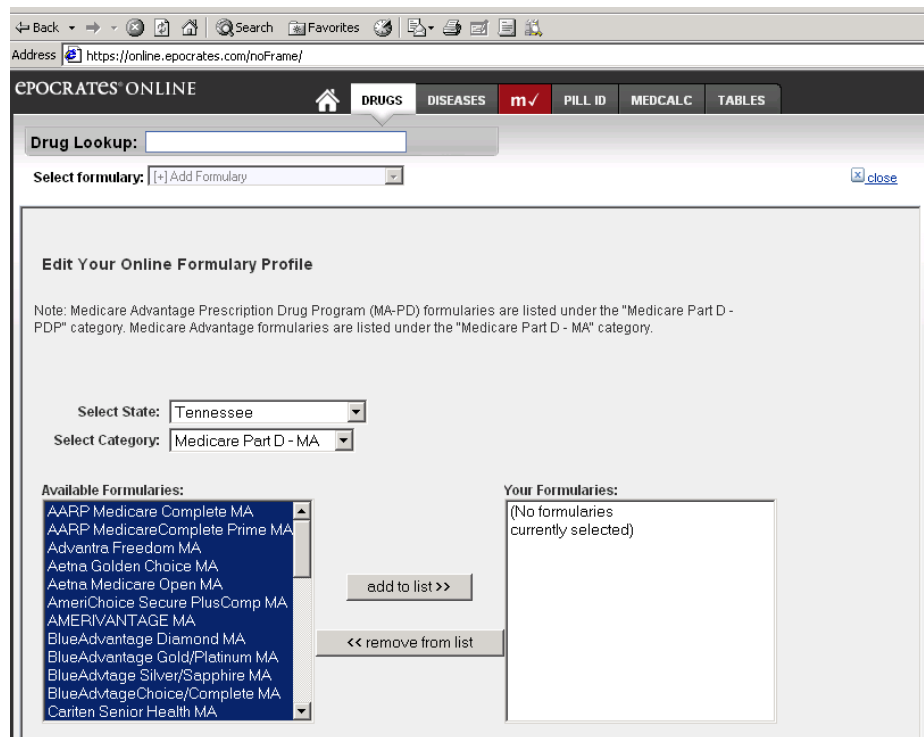 Back Search Favorites
Address https://online.epocrates.com/noFrame/
ePOCRATES® ONLINE
DRUGS DISEASES m✓ PILL ID MEDCALC TABLES
Drug Lookup:
Select formulary: [+] Add Formulary close
Edit Your Online Formulary Profile
Note: Medicare Advantage Prescription Drug Program (MA-PD) formularies are listed under the "Medicare Part D -
PDP" category. Medicare Advantage formularies are listed under the "Medicare Part D - MA" category.
Select State: Tennessee
Select Category: Medicare Part D - MA
Available Formularies:
AARP Medicare Complete MA
AARP MedicareComplete Prime MA
Advantra Freedom MA
Aetna Golden Choice MA
Aetna Medicare Open MA
AmeriChoice Secure PlusComp MA
AMERIVANTAGE MA
BlueAdvantage Diamond MA
BlueAdvantage Gold/Platinum MA
BlueAdvtage Silver/Sapphire MA
BlueAdvtageChoice/Complete MA
Cariten Senior Health MA
add to list >>
<< remove from list
Your Formularies:
(No formularies
currently selected)